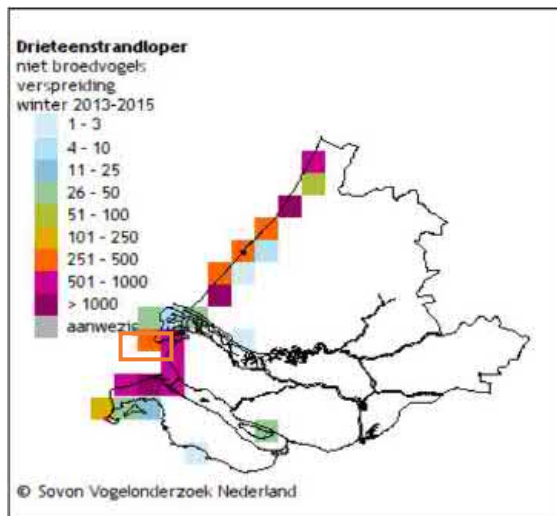 Drieteenstrandloper
niet broedvogels
verspreiding
winter 2013-2015
1 - 3
4 - 10
11 - 25
26 - 50
51 - 100
101 - 250
251 - 500
501 - 1000
> 1000
aanwezig
© Sovon Vogelonderzoek Nederland